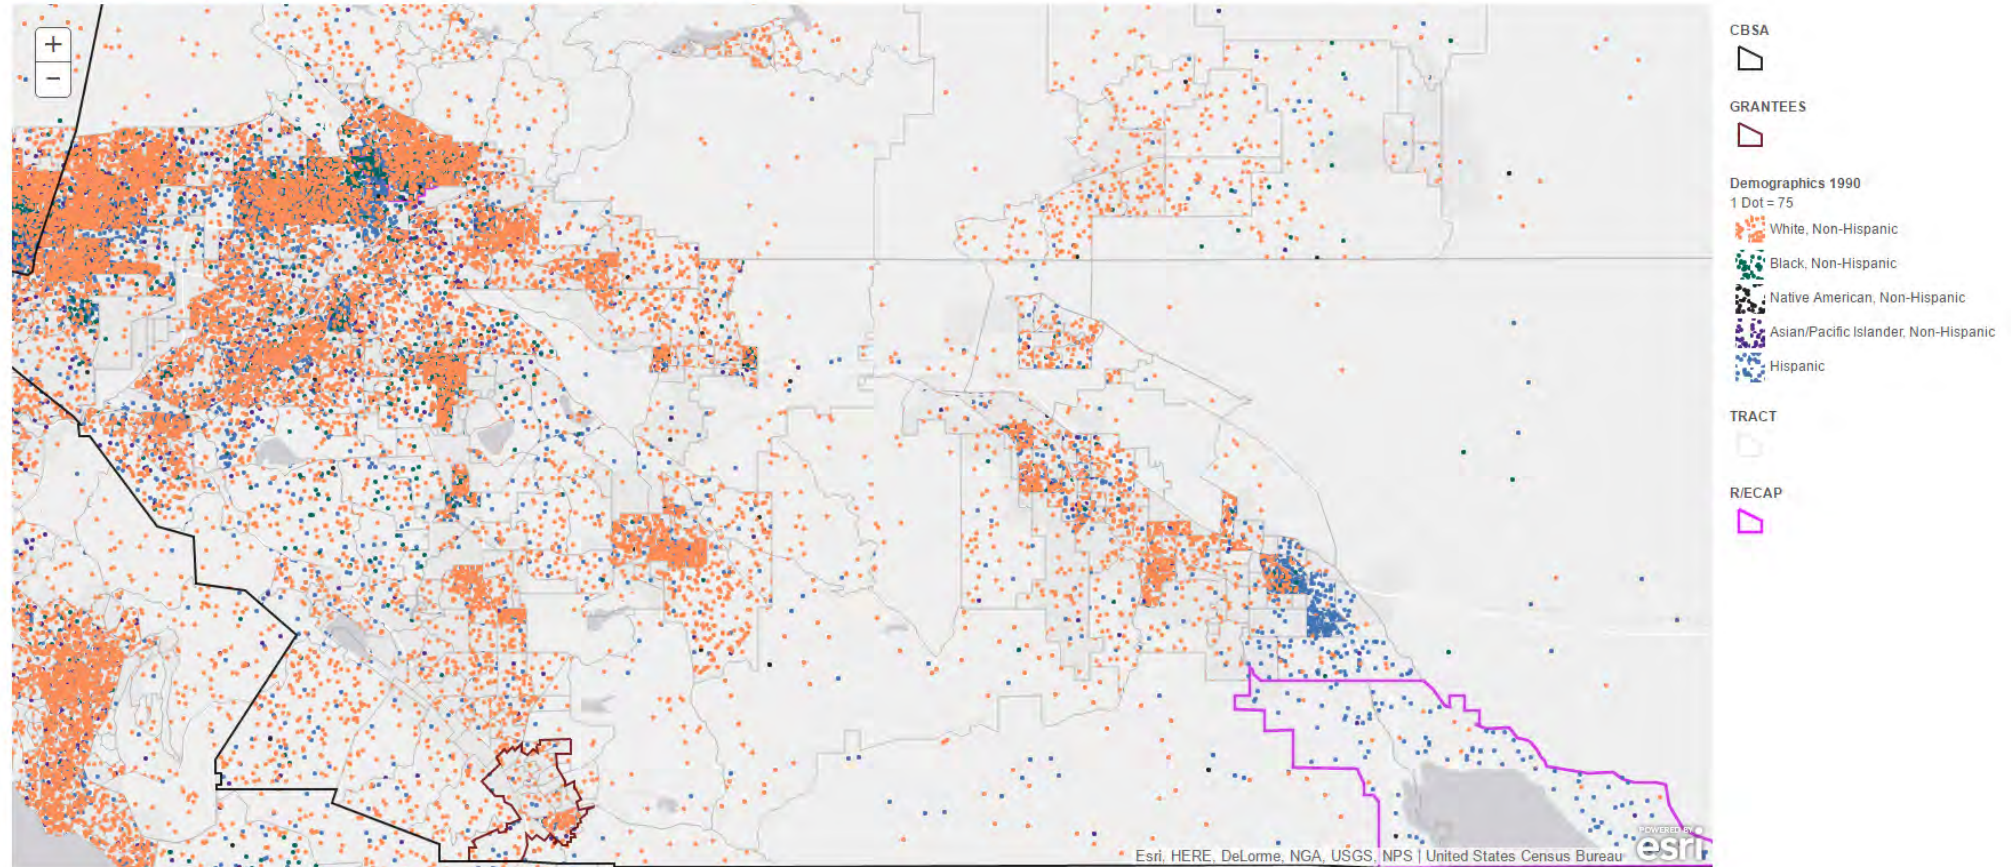 +
−
CBSA
GRANTEES
Demographics 1990
1 Dot = 75
White, Non-Hispanic
Black, Non-Hispanic
Native American, Non-Hispanic
Asian/Pacific Islander, Non-Hispanic
Hispanic
TRACT
R/ECAP
POWERED BY
esri
Esri, HERE, DeLorme, NGA, USGS, NPS | United States Census Bureau